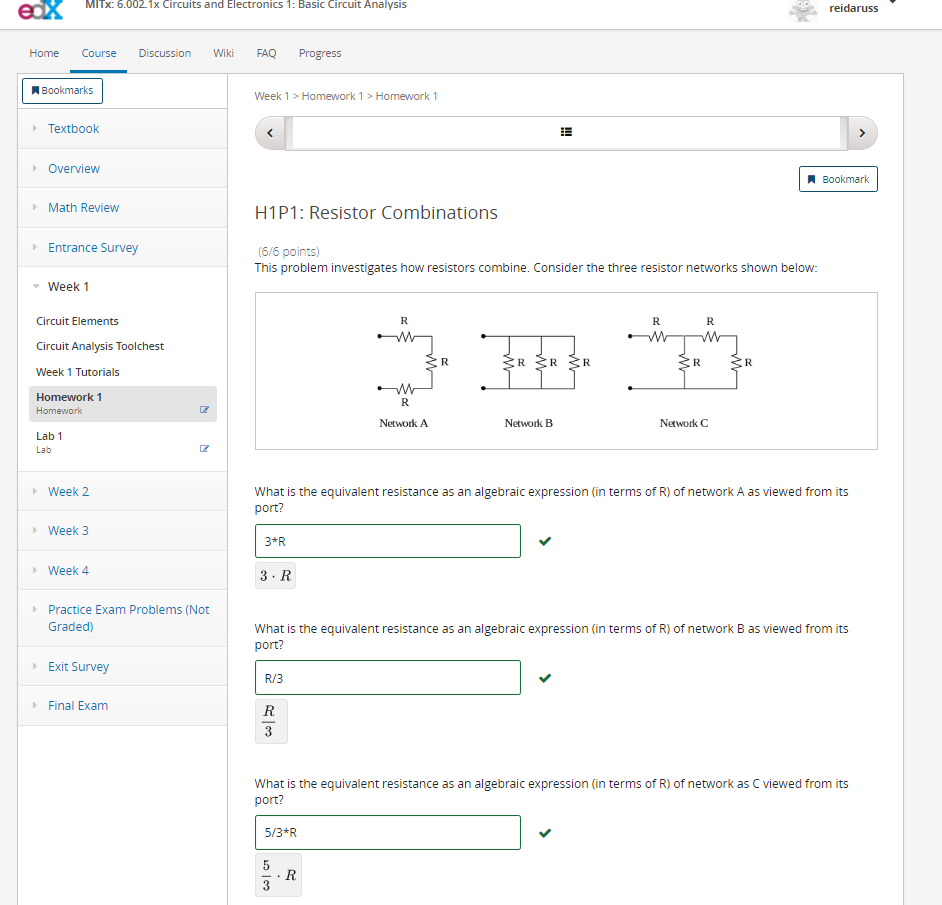 edX
MITx: 6.002.1x Circuits and Electronics 1: Basic Circuit Analysis
reidaruss
Home Course Discussion Wiki FAQ Progress
Bookmarks
Textbook
Overview
Math Review
Entrance Survey
Week 1
Circuit Elements
Circuit Analysis Toolchest
Week 1 Tutorials
Homework 1
Homework
Lab 1
Lab
Week 2
Week 3
Week 4
Practice Exam Problems (Not
Graded)
Exit Survey
Final Exam
Week 1 > Homework 1 > Homework 1
Bookmark
H1P1: Resistor Combinations
(6/6 points)
This problem investigates how resistors combine. Consider the three resistor networks shown below:
R
R
R
Network A
R R R
Network B
R R
R R
Network C
What is the equivalent resistance as an algebraic expression (in terms of R) of network A as viewed from its
port?
3*R
3 · R
What is the equivalent resistance as an algebraic expression (in terms of R) of network B as viewed from its
port?
R/3
R
3
What is the equivalent resistance as an algebraic expression (in terms of R) of network as C viewed from its
port?
5/3*R
5
3
· R